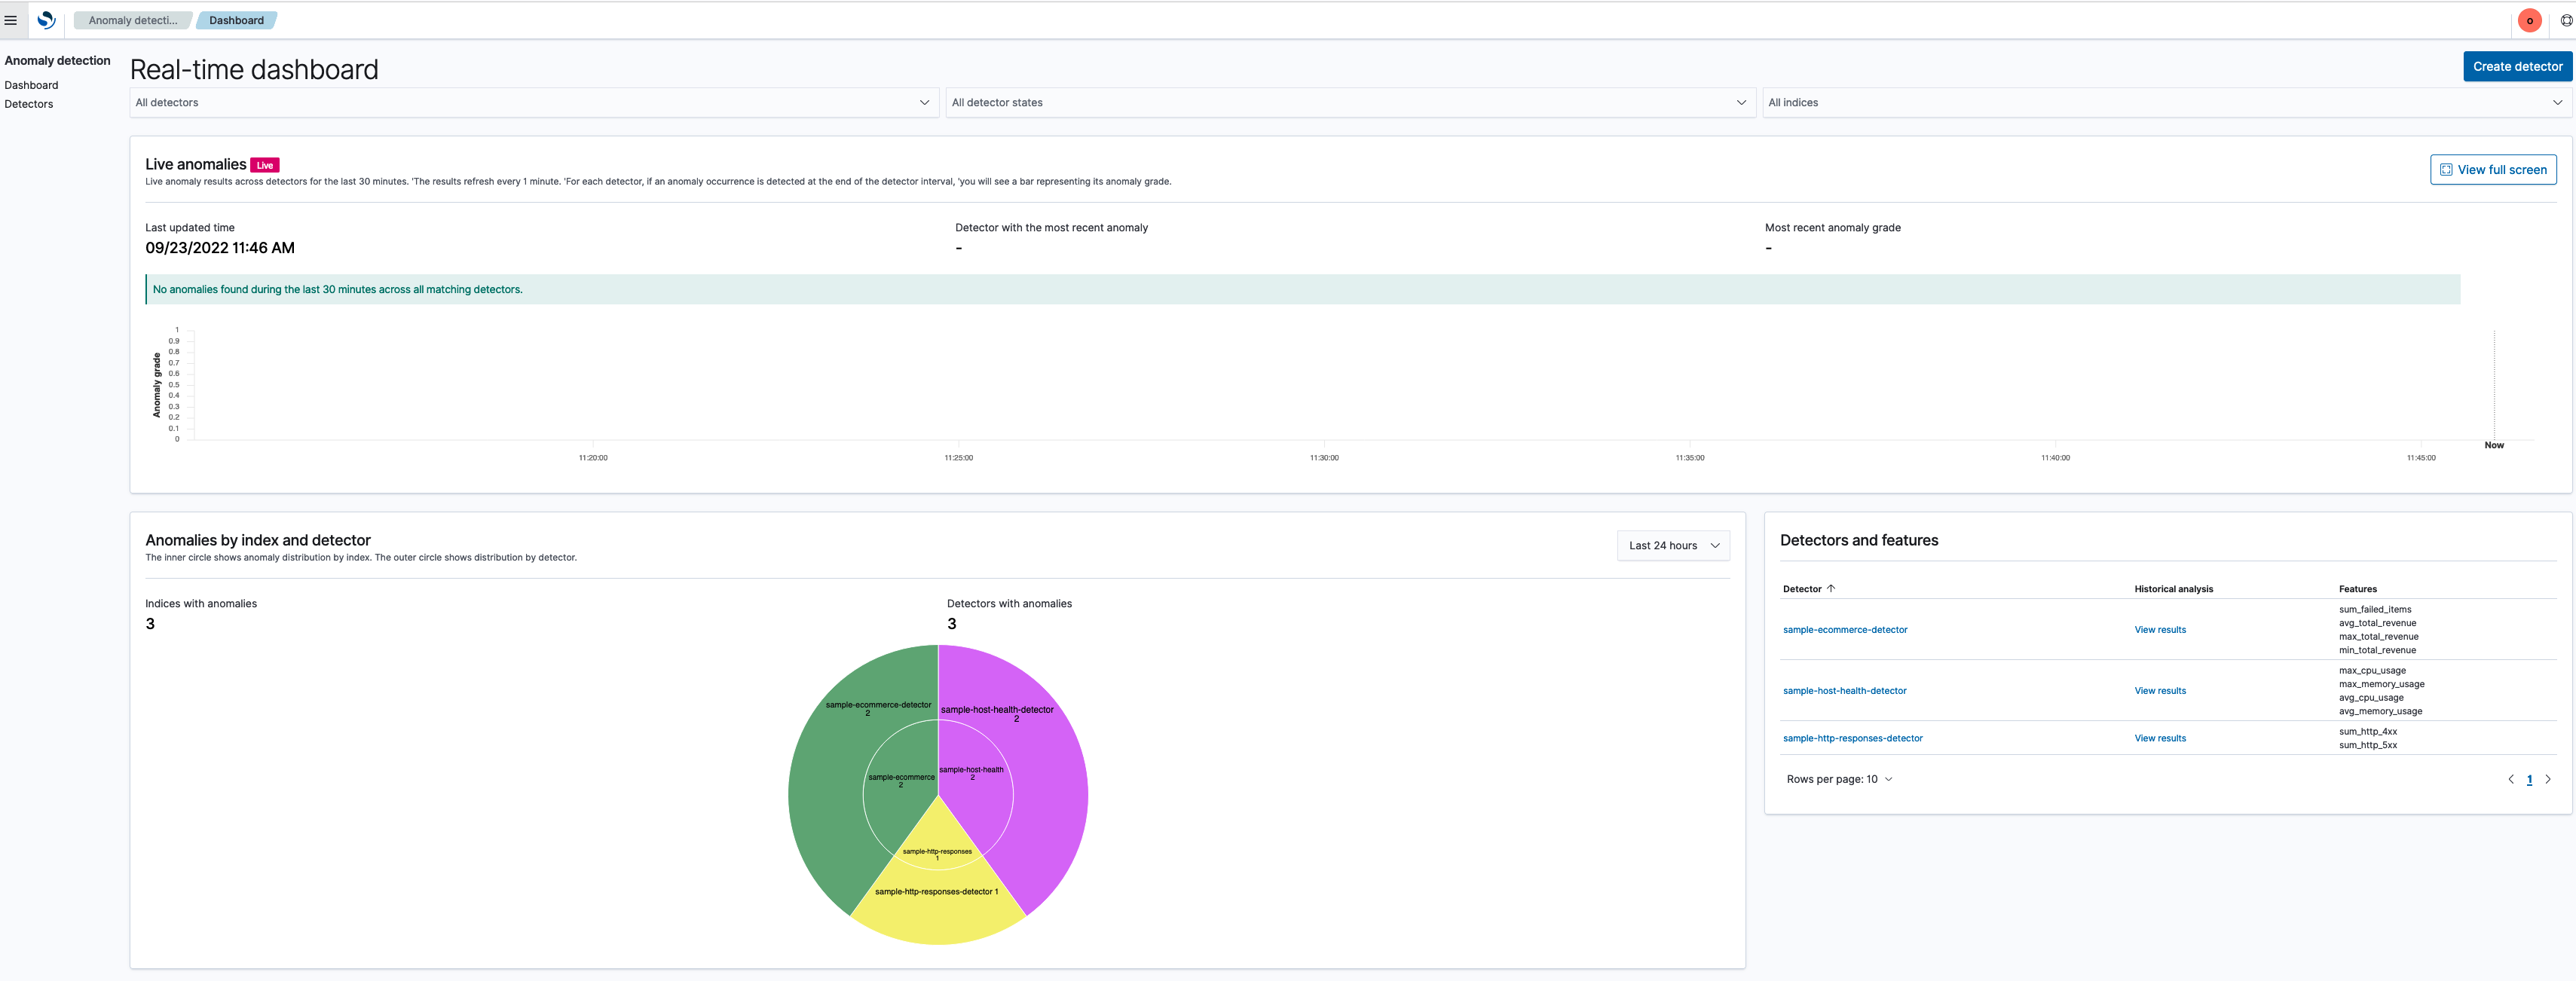 Anomaly detecti...
Dashboard
o
Anomaly detection
Dashboard
Detectors
Real-time dashboard
Create detector
All detectors
All detector states
All indices
Live anomalies Live
Live anomaly results across detectors for the last 30 minutes. 'The results refresh every 1 minute. 'For each detector, if an anomaly occurrence is detected at the end of the detector interval, 'you will see a bar representing its anomaly grade.
View full screen
Last updated time
09/23/2022 11:46 AM
Detector with the most recent anomaly
-
Most recent anomaly grade
-
No anomalies found during the last 30 minutes across all matching detectors.
Anomaly grade
1
0.9
0.8
0.7
0.6
0.5
0.4
0.3
0.2
0.1
0
11:20:00
11:25:00
11:30:00
11:35:00
11:40:00
11:45:00
Now
Anomalies by index and detector
The inner circle shows anomaly distribution by index. The outer circle shows distribution by detector.
Last 24 hours
Indices with anomalies
3
Detectors with anomalies
3
sample-ecommerce-detector
2
sample-host-health-detector
2
sample-ecommerce
2
sample-host-health
2
sample-http-responses
1
sample-http-responses-detector 1
Detectors and features
Detector
Historical analysis
Features
sample-ecommerce-detector
View results
sum_failed_items
avg_total_revenue
max_total_revenue
min_total_revenue
sample-host-health-detector
View results
max_cpu_usage
max_memory_usage
avg_cpu_usage
avg_memory_usage
sample-http-responses-detector
View results
sum_http_4xx
sum_http_5xx
Rows per page: 10
1